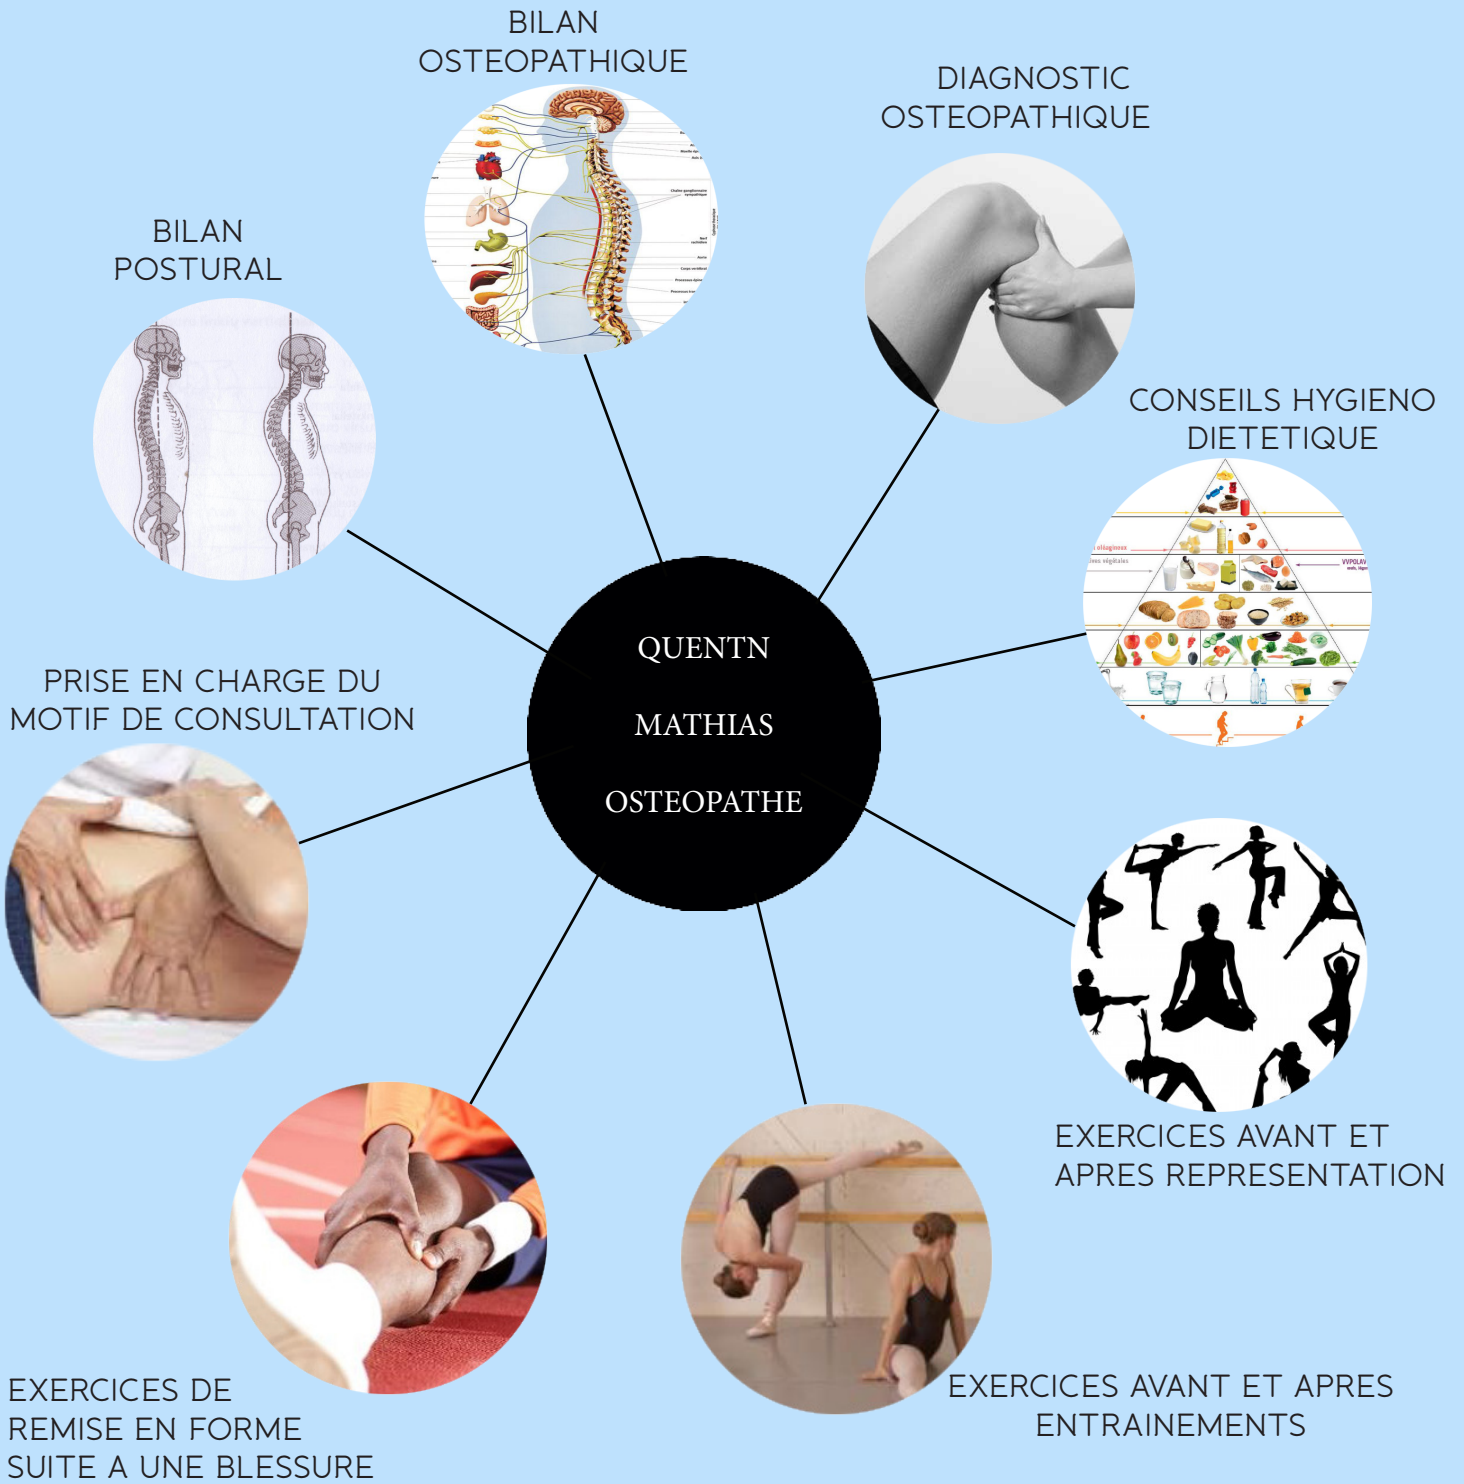 BILAN
OSTEOPATHIQUE
DIAGNOSTIC
OSTEOPATHIQUE
BILAN
POSTURAL
CONSEILS HYGIENO
DIETETIQUE
QUENTN
MATHIAS
OSTEOPATHE
PRISE EN CHARGE DU
MOTIF DE CONSULTATION
EXERCICES AVANT ET
APRES REPRESENTATION
EXERCICES AVANT ET APRES
ENTRAINEMENTS
EXERCICES DE
REMISE EN FORME
SUITE A UNE BLESSURE